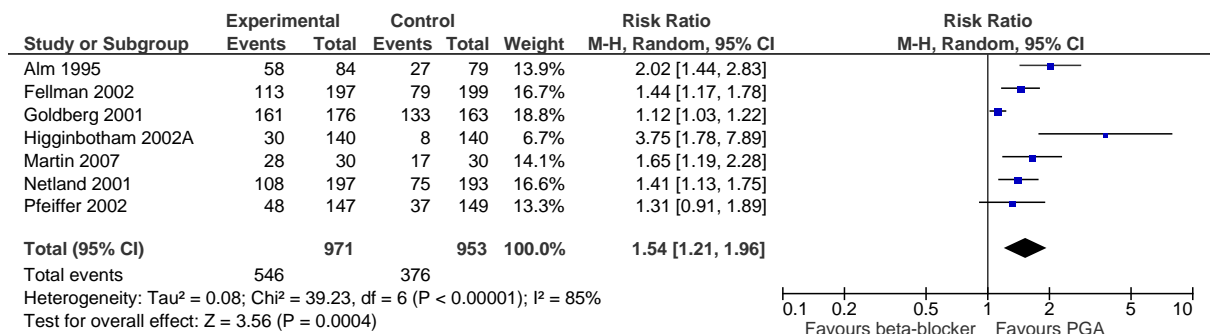 Experimental Control Risk Ratio Risk Ratio
Study or Subgroup Events Total Events Total Weight M-H, Random, 95% CI M-H, Random, 95% CI
Alm 1995 58 84 27 79 13.9% 2.02 [1.44, 2.83]
Fellman 2002 113 197 79 199 16.7% 1.44 [1.17, 1.78]
Goldberg 2001 161 176 133 163 18.8% 1.12 [1.03, 1.22]
Higginbotham 2002A 30 140 8 140 6.7% 3.75 [1.78, 7.89]
Martin 2007 28 30 17 30 14.1% 1.65 [1.19, 2.28]
Netland 2001 108 197 75 193 16.6% 1.41 [1.13, 1.75]
Pfeiffer 2002 48 147 37 149 13.3% 1.31 [0.91, 1.89]
Total (95% CI) 971 953 100.0% 1.54 [1.21, 1.96]
Total events 546 376
Heterogeneity: Tau² = 0.08; Chi² = 39.23, df = 6 (P < 0.00001); I² = 85%
Test for overall effect: Z = 3.56 (P = 0.0004)
0.1 0.2 0.5 1 2 5 10
Favours beta-blocker Favours PGA